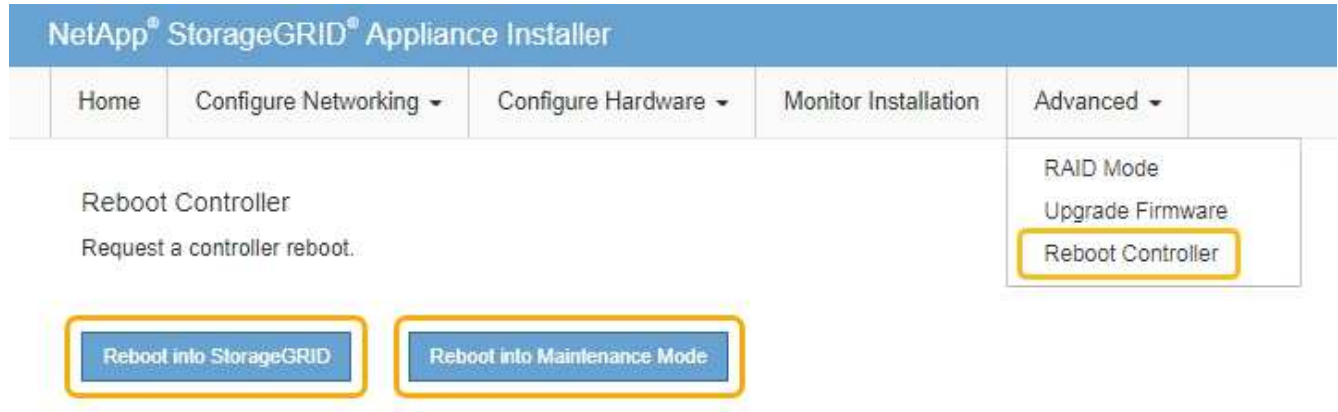 NetApp® StorageGRID® Appliance Installer
Home Configure Networking Configure Hardware Monitor Installation Advanced
RAID Mode
Upgrade Firmware
Reboot Controller
Reboot Controller
Request a controller reboot.
Reboot into StorageGRID Reboot into Maintenance Mode